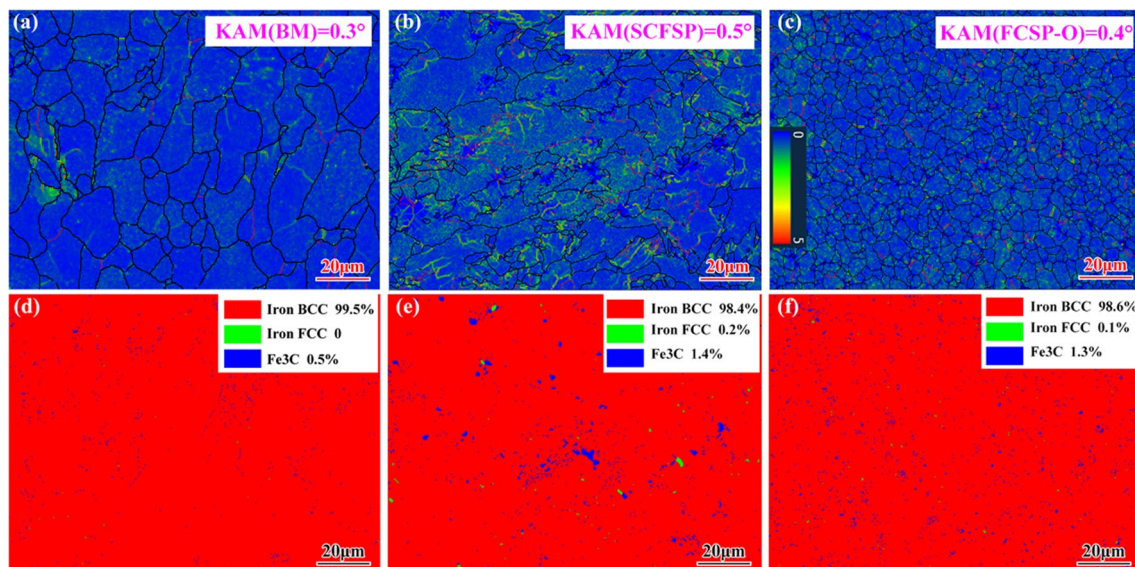 (a)
KAM(BM)=0.3°
20μm
(b)
KAM(SCFSP)=0.5°
20μm
(c)
KAM(FCSP-O)=0.4°
0
5
20μm
(d)
Iron BCC 99.5%
Iron FCC 0
Fe3C 0.5%
20μm
(e)
Iron BCC 98.4%
Iron FCC 0.2%
Fe3C 1.4%
20μm
(f)
Iron BCC 98.6%
Iron FCC 0.1%
Fe3C 1.3%
20μm